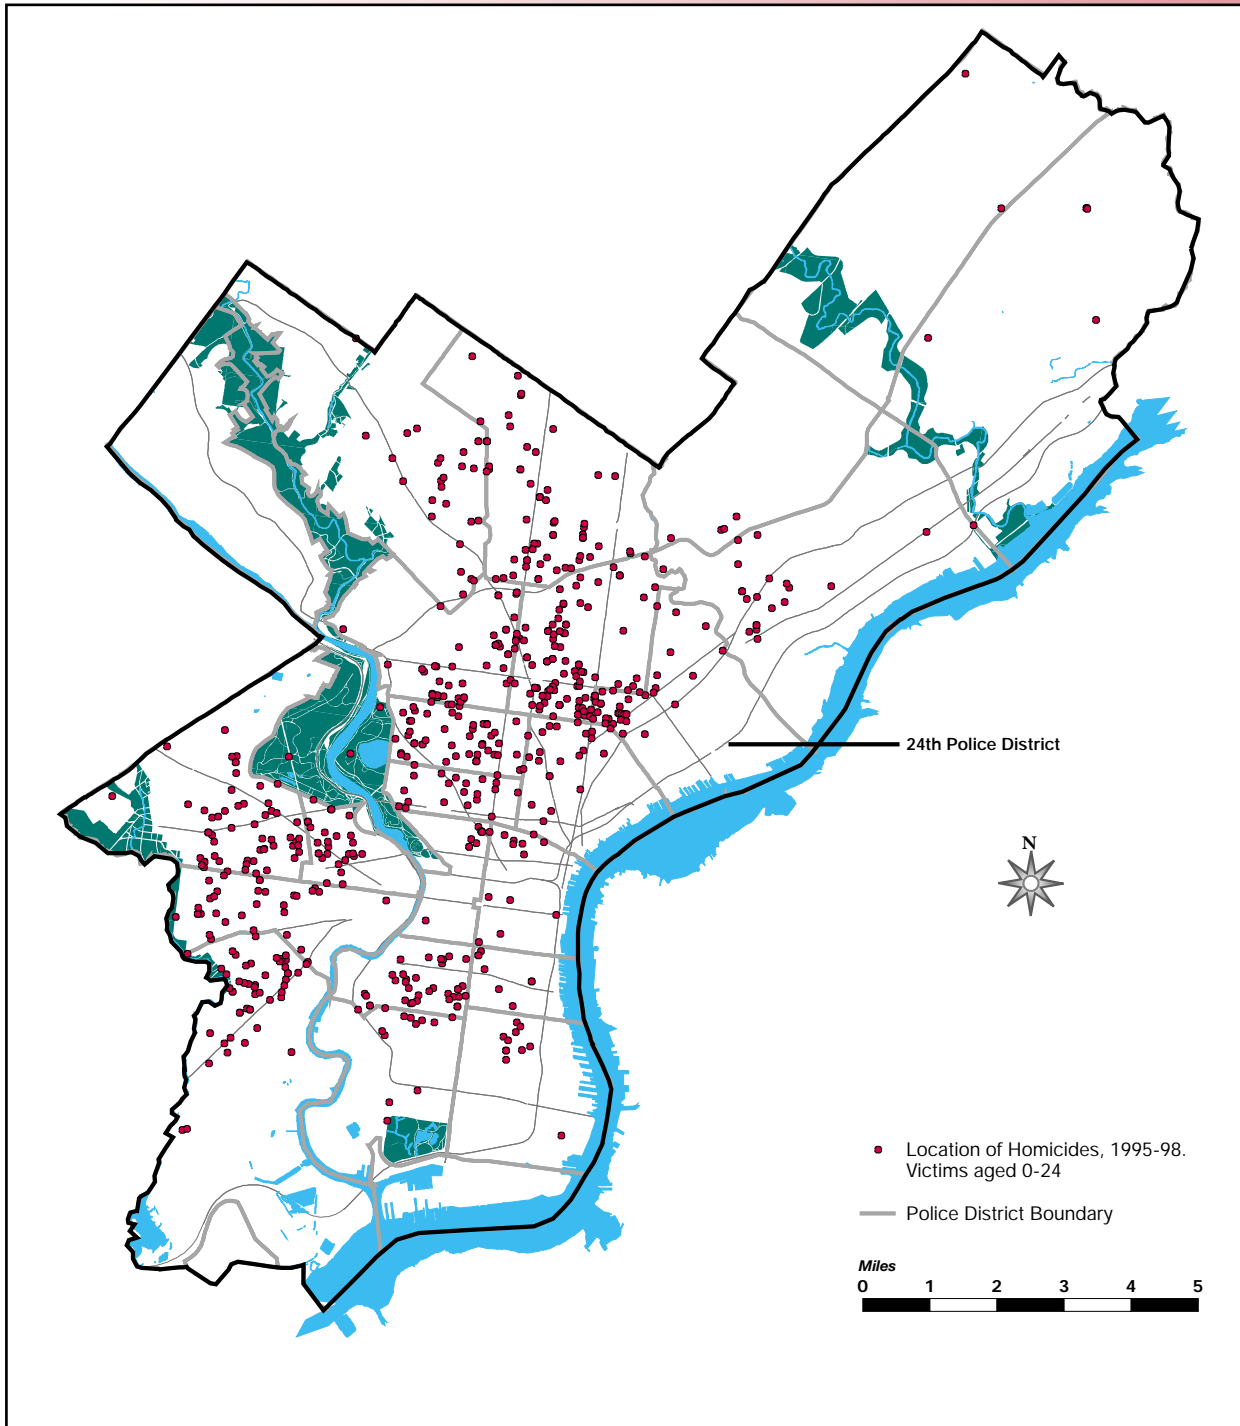 24th Police District
N
Location of Homicides, 1995-98.
Victims aged 0-24
Police District Boundary
Miles
0 1 2 3 4 5